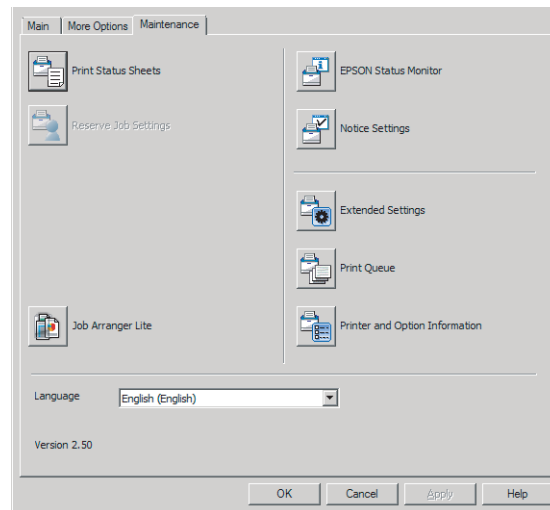 Main More Options Maintenance
Print Status Sheets
EPSON Status Monitor
Reserve Job Settings
Notice Settings
Extended Settings
Print Queue
Job Arranger Lite
Printer and Option Information
Language English (English)
Version 2.50
OK Cancel Apply Help